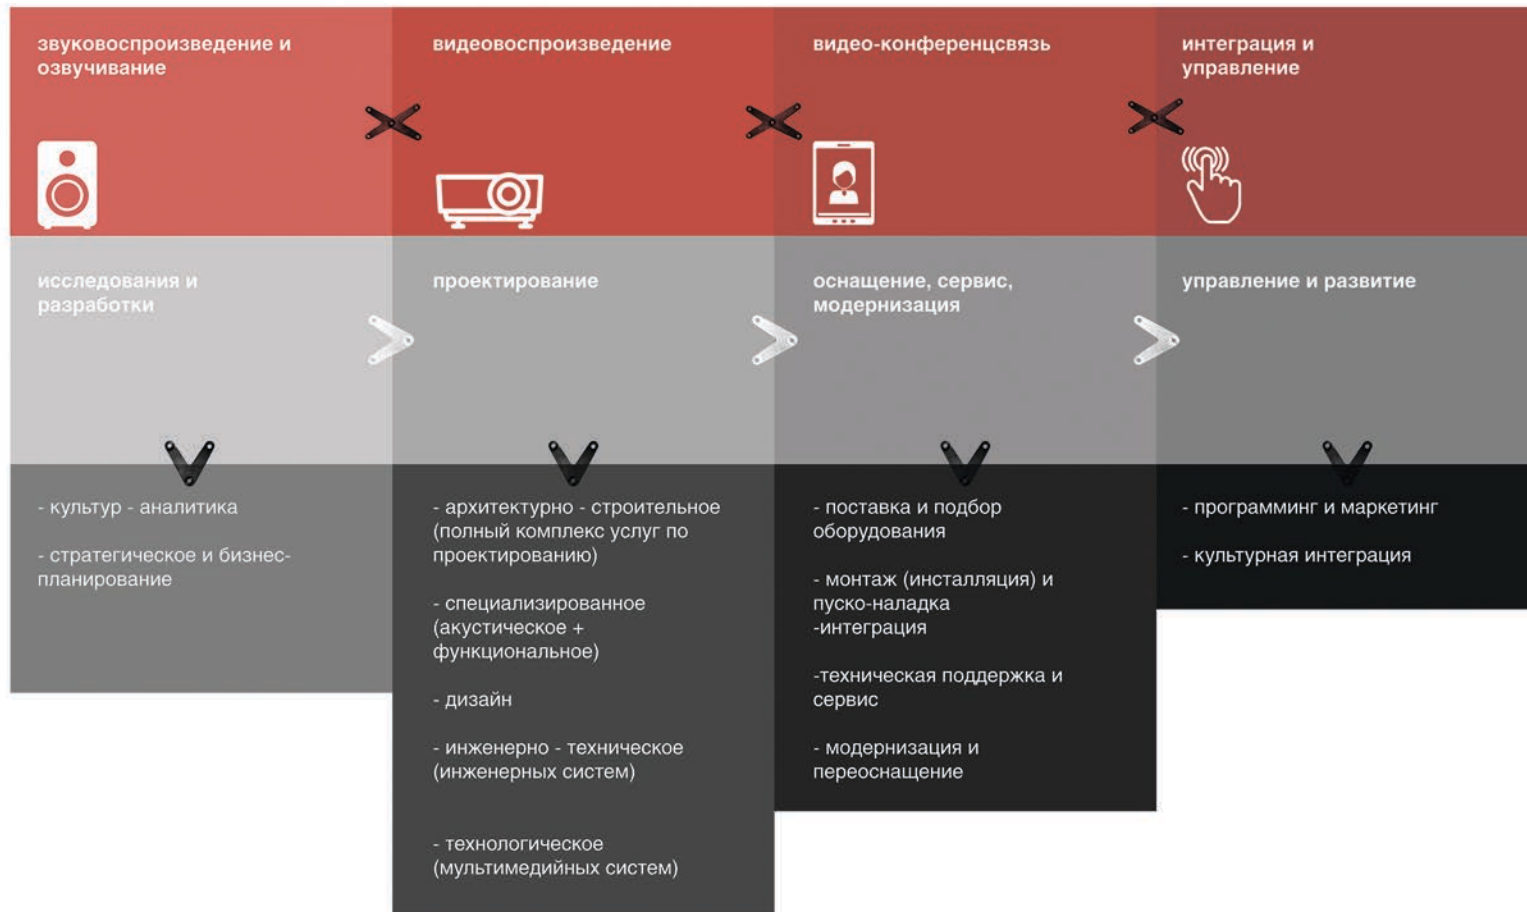 звуковоспроизведение и
озвучивание
видеовоспроизведение
видео-конференцсвязь
интеграция и
управление
исследования и
разработки
проектирование
оснащение, сервис,
модернизация
управление и развитие
- культур - аналитика
- стратегическое и бизнес-
планирование
- архитектурно - строительное
(полный комплекс услуг по
проектированию)
- специализированное
(акустическое +
функциональное)
- дизайн
- инженерно - техническое
(инженерных систем)
- технологическое
(мультимедийных систем)
- поставка и подбор
оборудования
- монтаж (инсталляция) и
пуско-наладка
-интеграция
-техническая поддержка и
сервис
- модернизация и
переоснащение
- программинг и маркетинг
- культурная интеграция